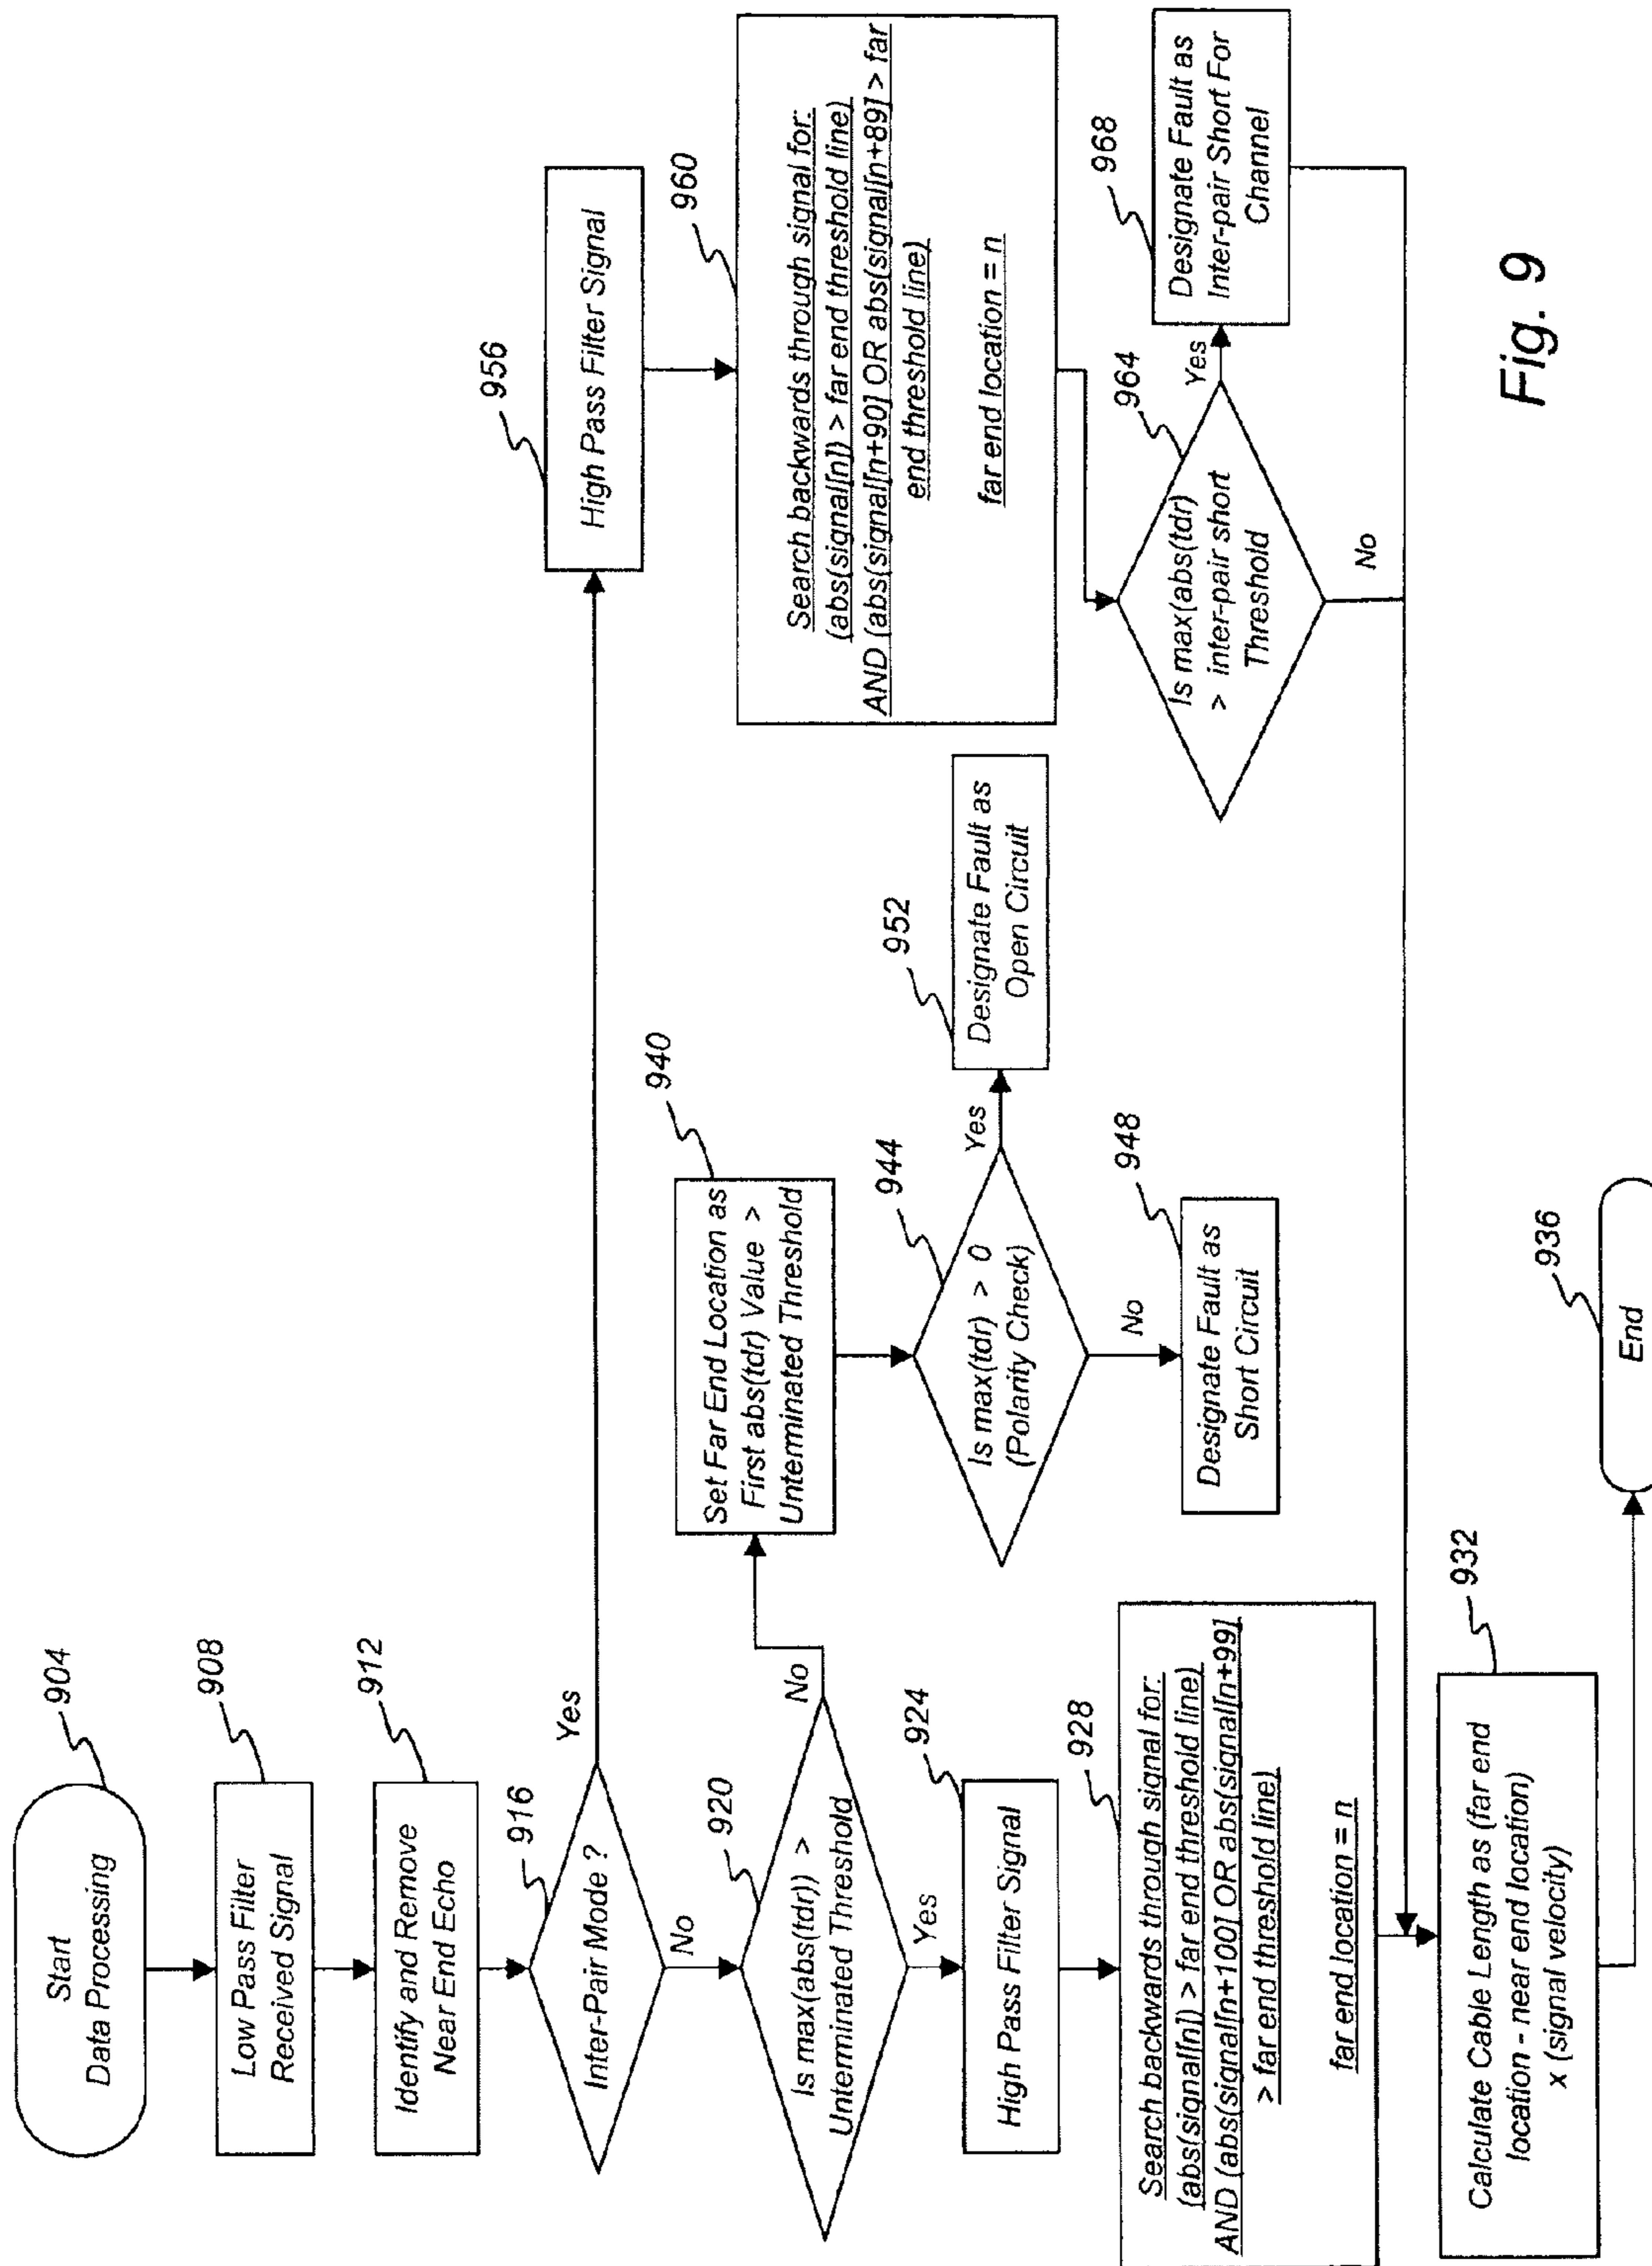 904
Start
Data Processing
908
Low Pass Filter
Received Signal
912
Identify and Remove
Near End Echo
916
Inter-Pair Mode ?
Yes
No
920
Is max(abs(tdr)) >
Unterminated Threshold
No
Yes
924
High Pass Filter Signal
928
Search backwards through signal for:
(abs(signal[n]) > far end threshold line)
AND (abs(signal[n+100] OR abs(signal[n+99]
> far end threshold line)
far end location = n
932
Calculate Cable Length as (far end
location - near end location)
x (signal velocity)
936
End
940
Set Far End Location as
First abs(tdr) Value >
Unterminated Threshold
944
Is max(tdr) > 0
(Polarity Check)
Yes
No
948
Designate Fault as
Short Circuit
952
Designate Fault as
Open Circuit
956
High Pass Filter Signal
960
Search backwards through signal for:
(abs(signal[n]) > far end threshold line)
AND (abs(signal[n+90] OR abs(signal[n+89] > far
end threshold line)
far end location = n
964
Is max(abs(tdr)
> inter-pair short
Threshold
Yes
No
968
Designate Fault as
Inter-pair Short For
Channel
Fig. 9